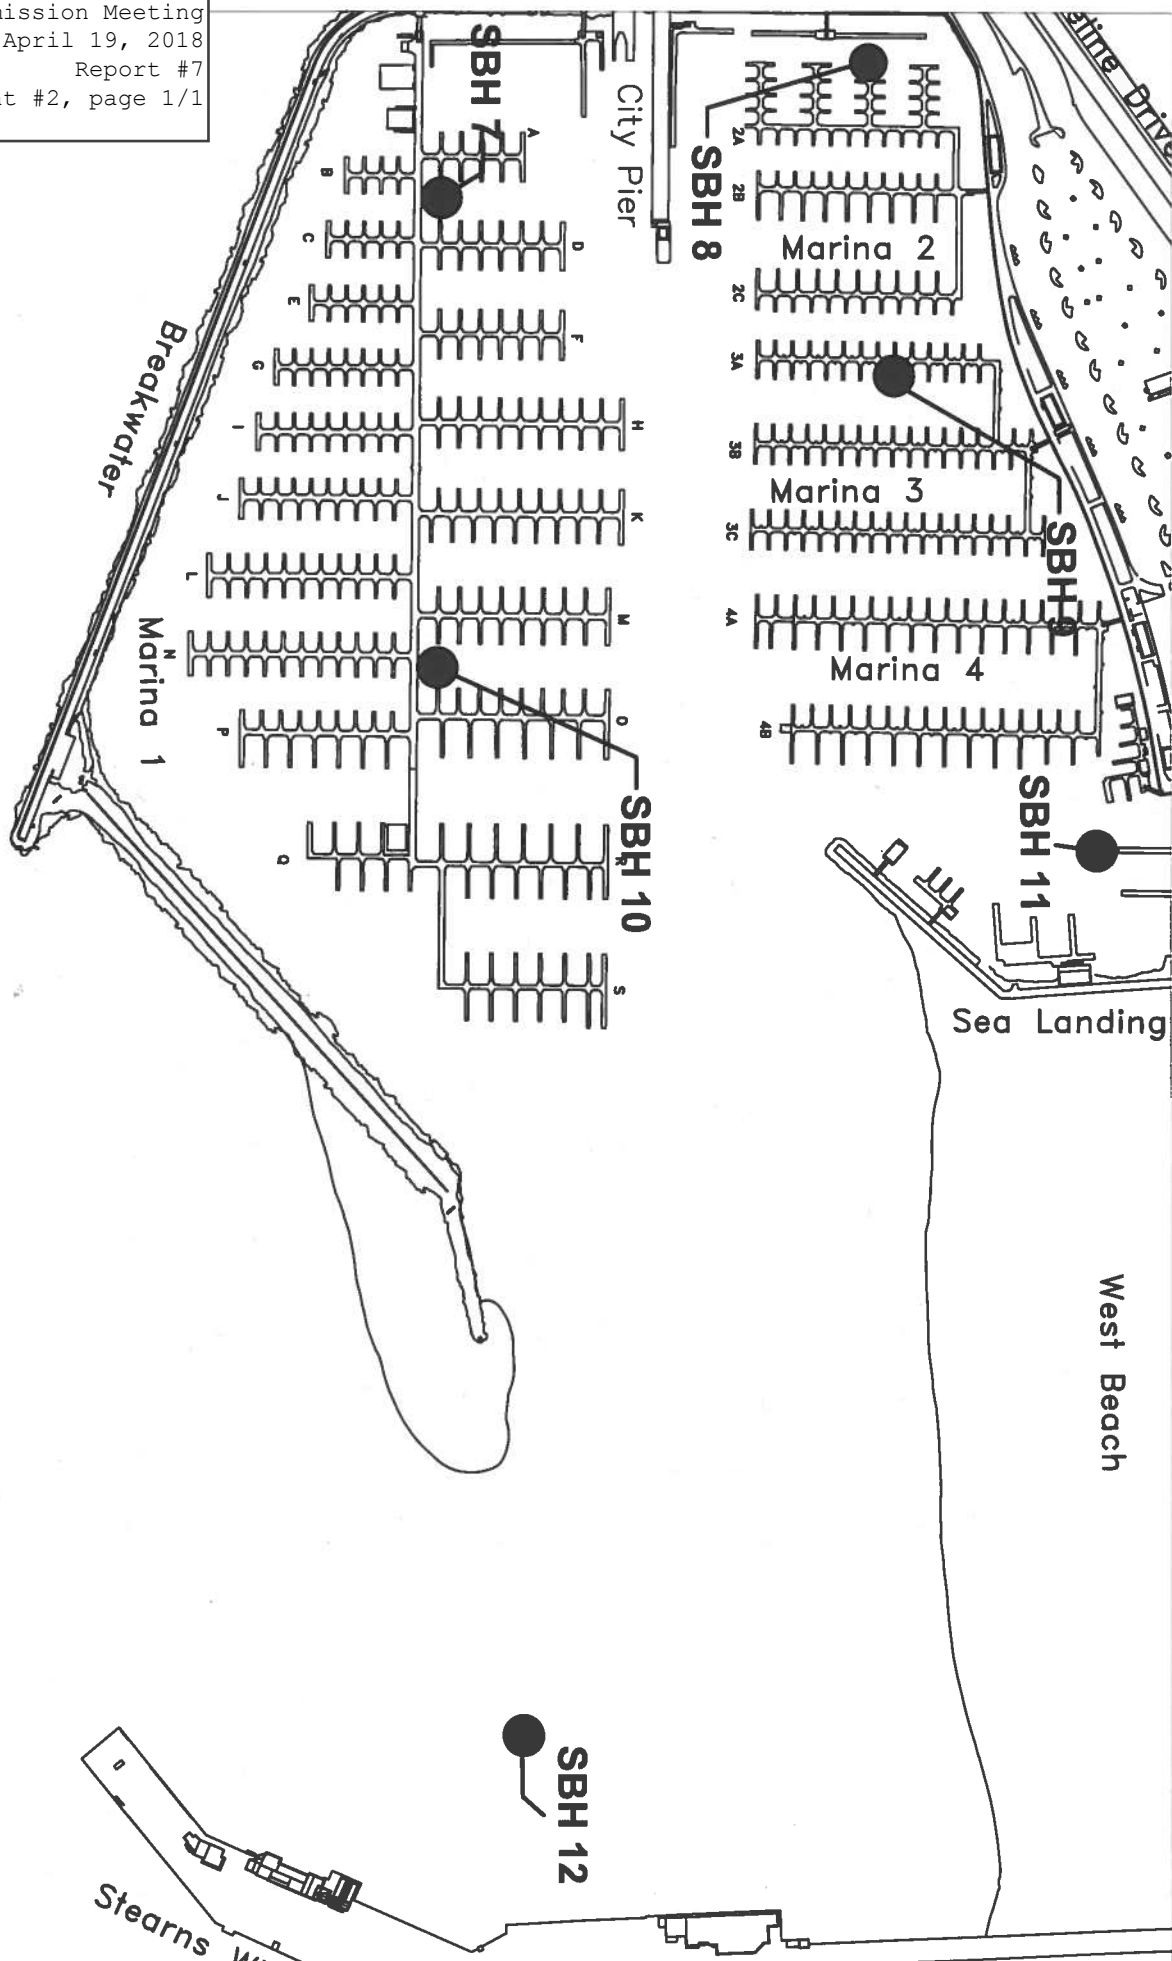 ission Meeting
April 19, 2018
Report #7
t #2, page 1/1
eline Drive
City Pier
SBH 7
SBH 8
SBH 9
SBH 10
SBH 11
SBH 12
Marina 2
Marina 3
Marina 4
Marina 1
Breakwater
Sea Landing
West Beach
Stearns W
2A
2B
2C
3A
3B
3C
4A
4B
A
B
C
D
E
F
G
H
I
J
K
L
M
N
O
P
Q
R
S